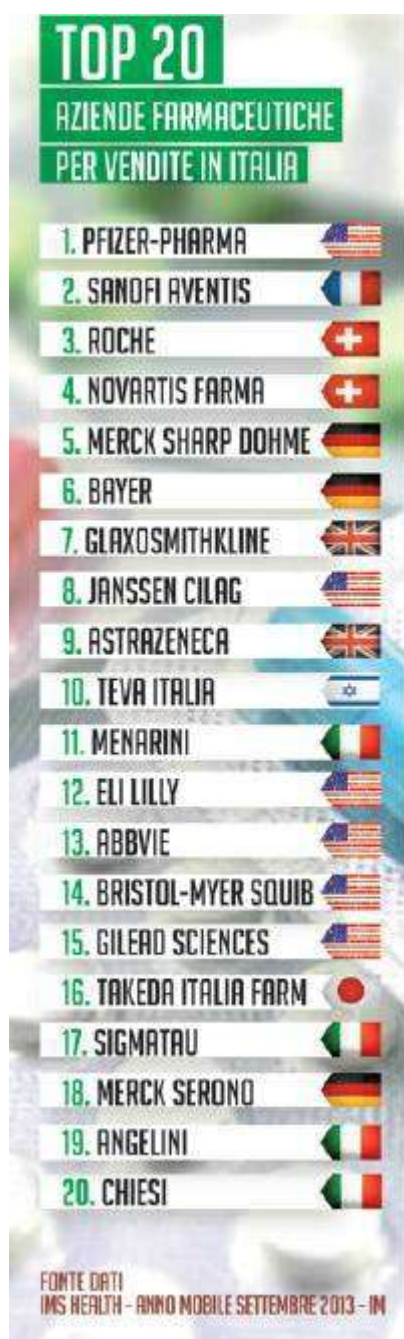 TOP 20
AZIENDE FARMACEUTICHE
PER VENDITE IN ITALIA
1. PFIZER-PHARMA
2. SANOFI AVENTIS
3. ROCHE
4. NOVARTIS FARMA
5. MERCK SHARP DOHME
6. BAYER
7. GLAXOSMITHKLINE
8. JANSSEN CILAG
9. ASTRAZENECA
10. TEVA ITALIA
11. MENARINI
12. ELI LILLY
13. ABBVIE
14. BRISTOL-MYER SQUIB
15. GILEAD SCIENCES
16. TAKEDA ITALIA FARM
17. SIGMATAU
18. MERCK SERONO
19. ANGELINI
20. CHIESI
FONTE DATI
IMS HEALTH - ANNO MOBILE SETTEMBRE 2013 - IM